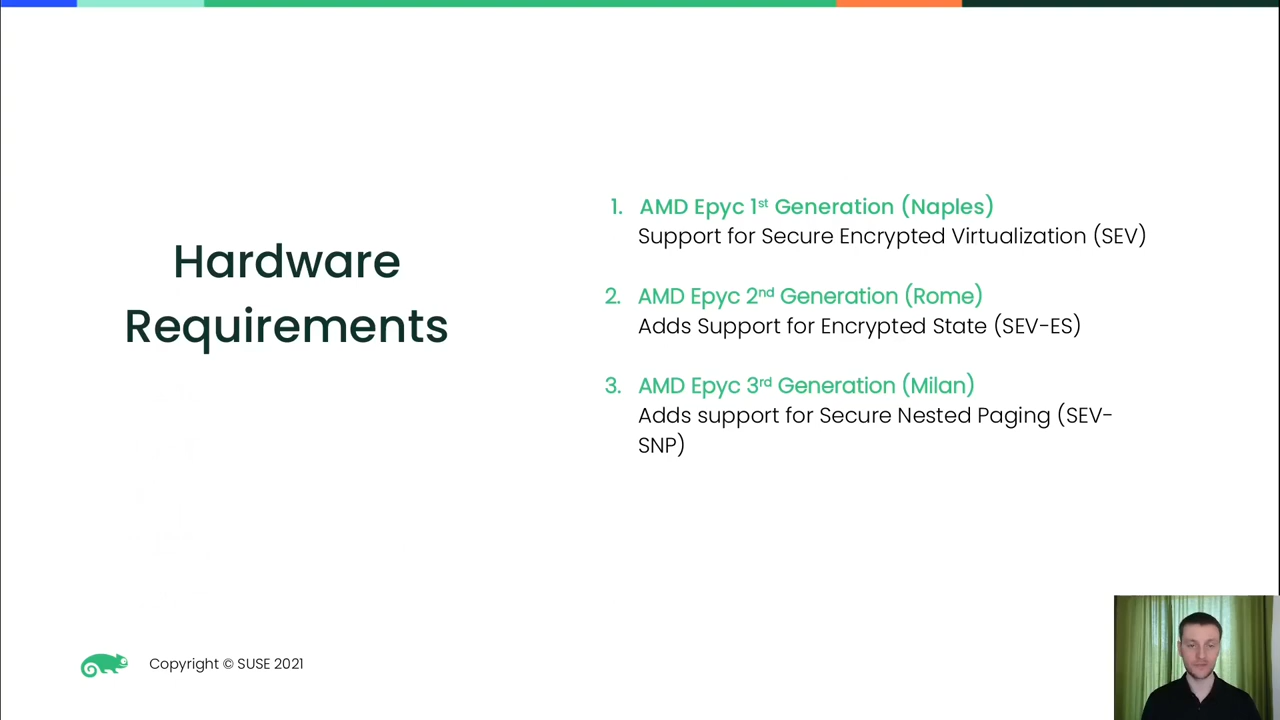 Hardware
Requirements
1. AMD Epyc 1st Generation (Naples)
Support for Secure Encrypted Virtualization (SEV)
2. AMD Epyc 2nd Generation (Rome)
Adds Support for Encrypted State (SEV-ES)
3. AMD Epyc 3rd Generation (Milan)
Adds support for Secure Nested Paging (SEV-
SNP)
Copyright © SUSE 2021